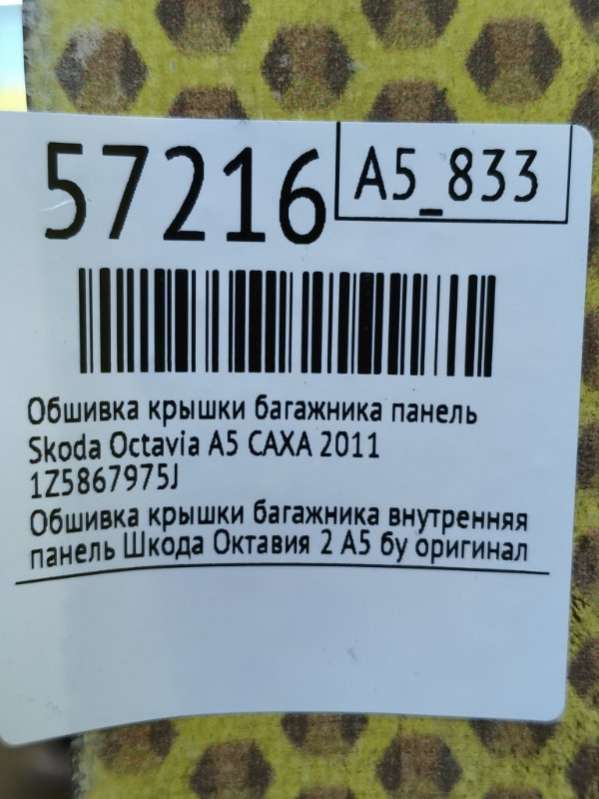 57216
A5_833
Обшивка крышки багажника панель
Skoda Octavia A5 CAXA 2011
1Z5867975J
Обшивка крышки багажника внутренняя
панель Шкода Октавия 2 А5 бу оригинал